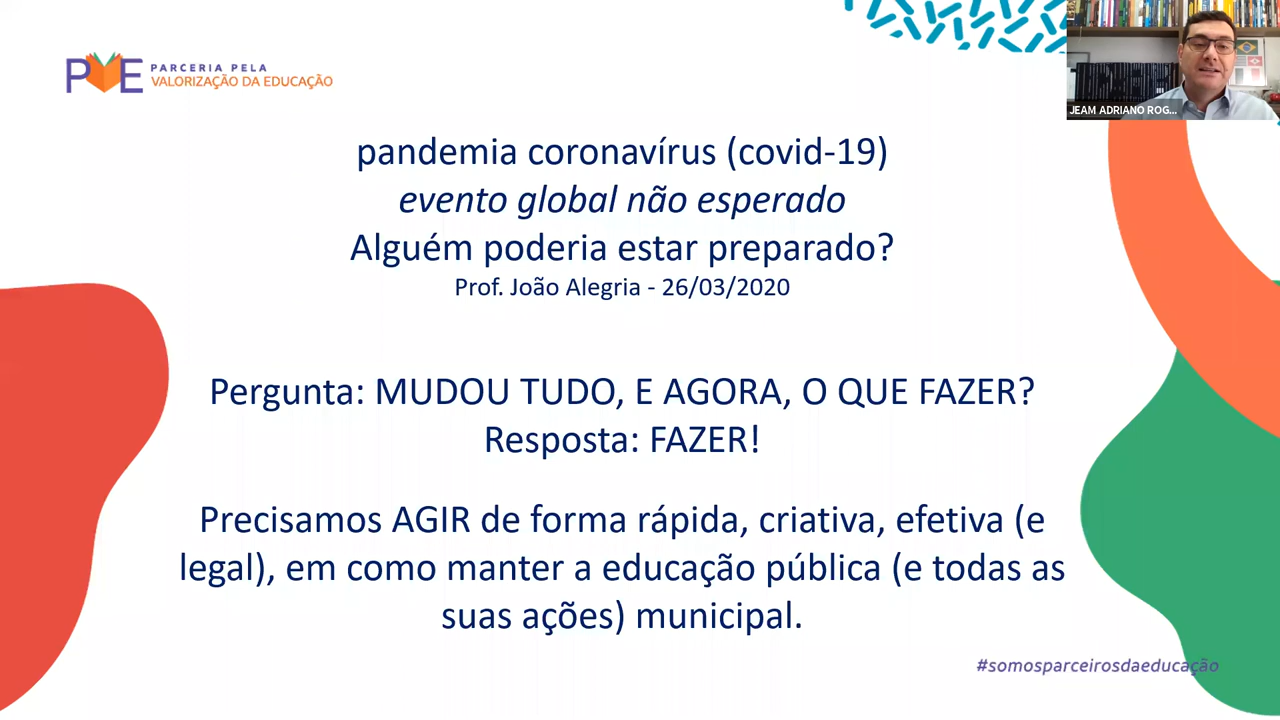 PVE
PARCERIA PELA
VALORIZAÇÃO DA EDUCAÇÃO
JEAM ADRIANO ROG...
pandemia coronavírus (covid-19)
evento global não esperado
Alguém poderia estar preparado?
Prof. João Alegria - 26/03/2020
Pergunta: MUDOU TUDO, E AGORA, O QUE FAZER?
Resposta: FAZER!
Precisamos AGIR de forma rápida, criativa, efetiva (e
legal), em como manter a educação pública (e todas as
suas ações) municipal.
#somosparceirosdaeducação